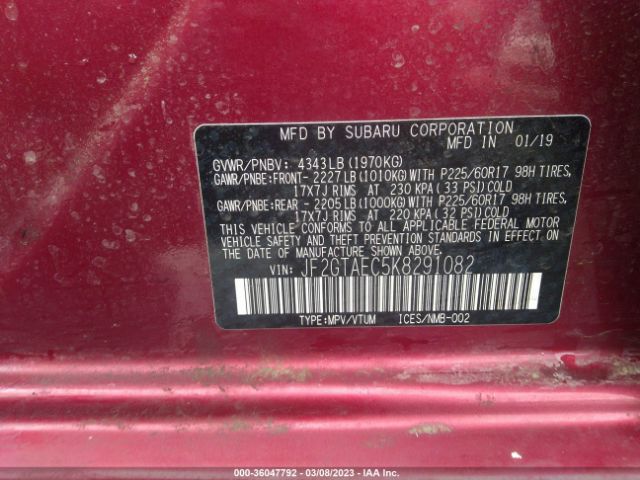 MFD BY SUBARU CORPORATION
MFD IN 01/19
GVWR/PNBV: 4343LB(1970KG)
GAWR/PNBE:FRONT- 2227LB(1010KG)WITH P225/60R17 98H TIRES,
17X7J RIMS AT 230 KPA(33 PSI)COLD
GAWR/PNBE:REAR - 2205LB(1000KG)WITH P225/60R17 98H TIRES,
17X7J RIMS AT 220 KPA(32 PSI)COLD
THIS VEHICLE CONFORMS TO ALL APPLICABLE FEDERAL MOTOR
VEHICLE SAFETY AND THEFT PREVENTION STANDARDS IN EFFECT ON
THE DATE OF MANUFACTURE SHOWN ABOVE.
VIN: JF2GTAEC5K8291082
TYPE:MPV/VTUM ICES/NMB-002
000-36047792 - 03/08/2023 - IAA Inc.